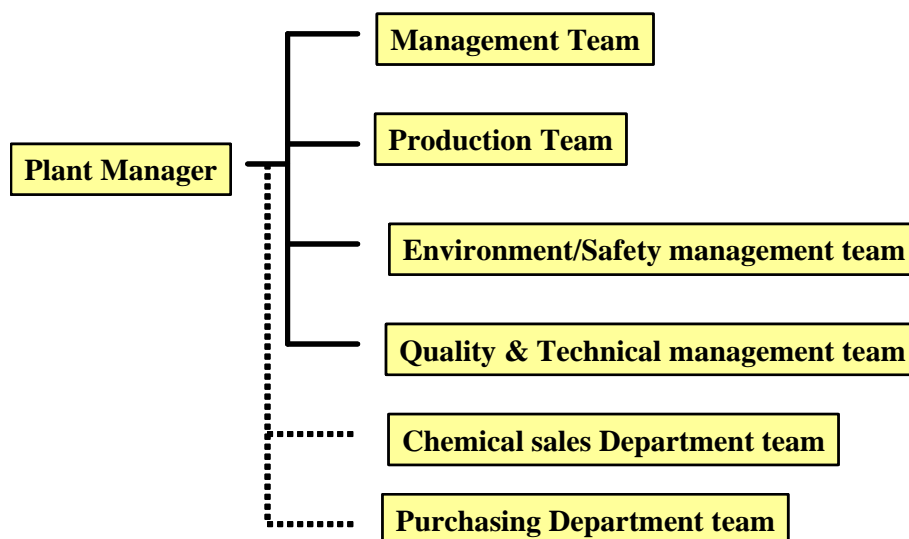 Management Team
Production Team
Plant Manager
Environment/Safety management team
Quality & Technical management team
Chemical sales Department team
Purchasing Department team